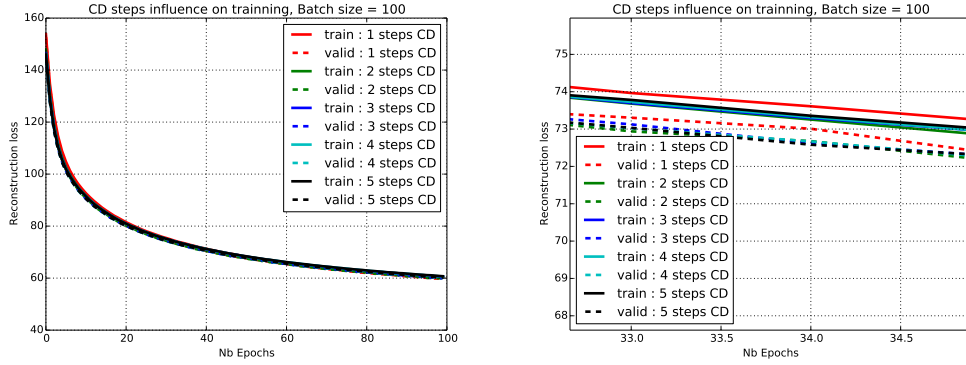 CD steps influence on trainning, Batch size = 100
160
140
120
100
80
60
40
0
20
40
60
80
100
Reconstruction loss
Nb Epochs
train : 1 steps CD
valid : 1 steps CD
train : 2 steps CD
valid : 2 steps CD
train : 3 steps CD
valid : 3 steps CD
train : 4 steps CD
valid : 4 steps CD
train : 5 steps CD
valid : 5 steps CD
CD steps influence on trainning, Batch size = 100
75
74
73
72
71
70
69
68
33.0
33.5
34.0
34.5
Reconstruction loss
Nb Epochs
train : 1 steps CD
valid : 1 steps CD
train : 2 steps CD
valid : 2 steps CD
train : 3 steps CD
valid : 3 steps CD
train : 4 steps CD
valid : 4 steps CD
train : 5 steps CD
valid : 5 steps CD